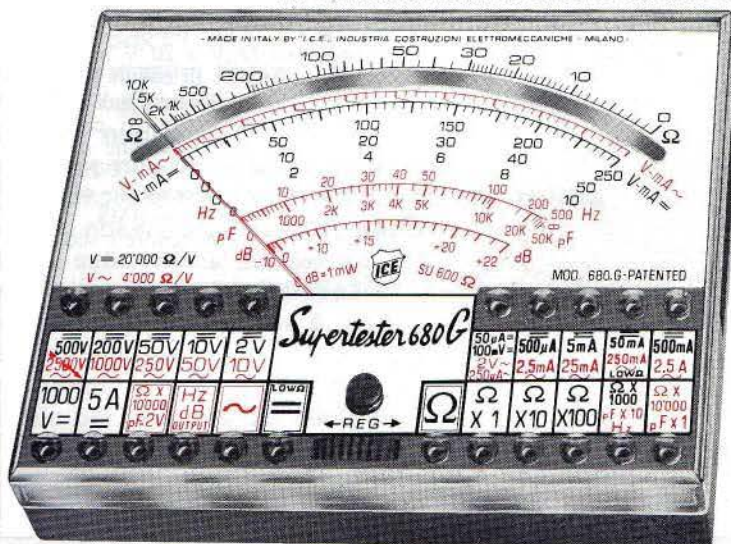 - MADE IN ITALY BY "I.C.E., INDUSTRIA COSTRUZIONI ELETTROMECCANICHE - MILANO -
10K 5K 2K 1K 500 200 100 50 30 20 10 0
Ω ∞ Ω
V-mA~ V-mA~
V-mA= 0 50 100 150 200 250 V-mA=
0 2 4 6 8 10
50
Hz 0 10 20 30 40 50 100 200 500 Hz
pF 0 1000 2K 3K 4K 5K 10K 20K 50K ∞ pF
dB -10 0 +10 +15 +20 +22 dB
V = 20'000 Ω/V
V ~ 4'000 Ω/V
dB=1mW
ICE
SU 600 Ω
MOD. 680.G-PATENTED
Supertester 680G
500V 200V 50V 10V 2V
2500V 1000V 250V 50V 10V
50µA= 100mV= 2V~ 250µA~
500µA 5mA 50mA 500mA
2,5mA 25mA 250mA 2.5A
LOWΩ
1000 V=
5A =
Ω X 10'000 pF-2V
Hz dB OUTPUT
~
LOWΩ =
←REG→
Ω
Ω X 1
Ω X10
Ω X100
Ω X 1000 pF X 10 Hz
Ω X 10'000 pF X 1